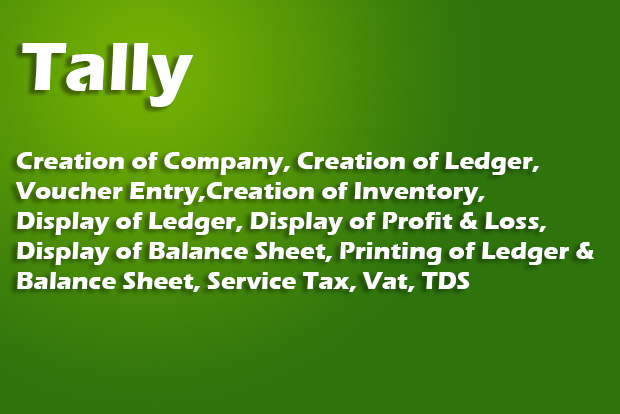 Tally
Creation of Company, Creation of Ledger,
Voucher Entry,Creation of Inventory,
Display of Ledger, Display of Profit & Loss,
Display of Balance Sheet, Printing of Ledger &
Balance Sheet, Service Tax, Vat, TDS